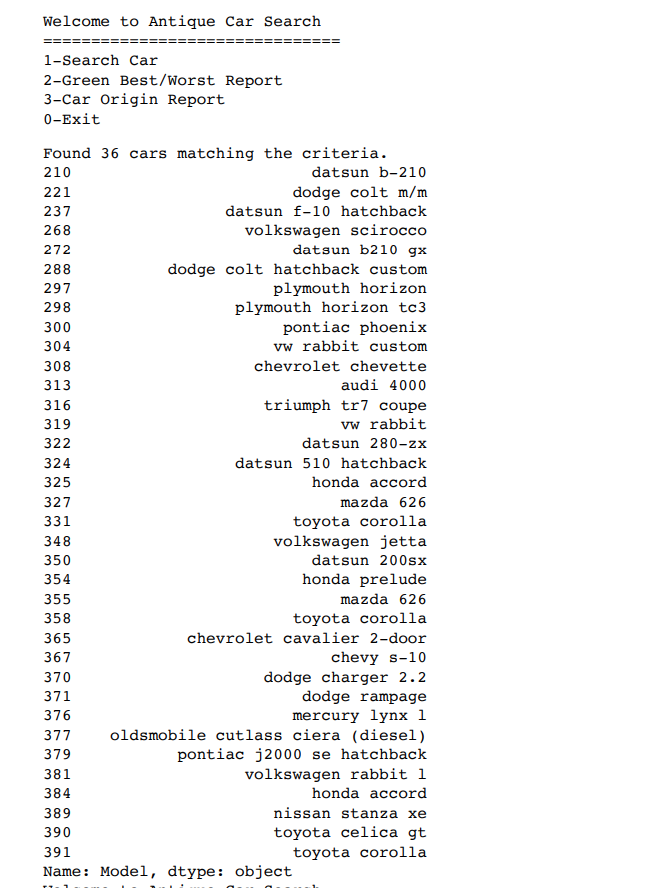 Welcome to Antique Car Search
===============================
1-Search Car
2-Green Best/Worst Report
3-Car Origin Report
0-Exit
Found 36 cars matching the criteria.
210 datsun b-210
221 dodge colt m/m
237 datsun f-10 hatchback
268 volkswagen scirocco
272 datsun b210 gx
288 dodge colt hatchback custom
297 plymouth horizon
298 plymouth horizon tc3
300 pontiac phoenix
304 vw rabbit custom
308 chevrolet chevette
313 audi 4000
316 triumph tr7 coupe
319 vw rabbit
322 datsun 280-zx
324 datsun 510 hatchback
325 honda accord
327 mazda 626
331 toyota corolla
348 volkswagen jetta
350 datsun 200sx
354 honda prelude
355 mazda 626
358 toyota corolla
365 chevrolet cavalier 2-door
367 chevy s-10
370 dodge charger 2.2
371 dodge rampage
376 mercury lynx l
377 oldsmobile cutlass ciera (diesel)
379 pontiac j2000 se hatchback
381 volkswagen rabbit l
384 honda accord
389 nissan stanza xe
390 toyota celica gt
391 toyota corolla
Name: Model, dtype: object